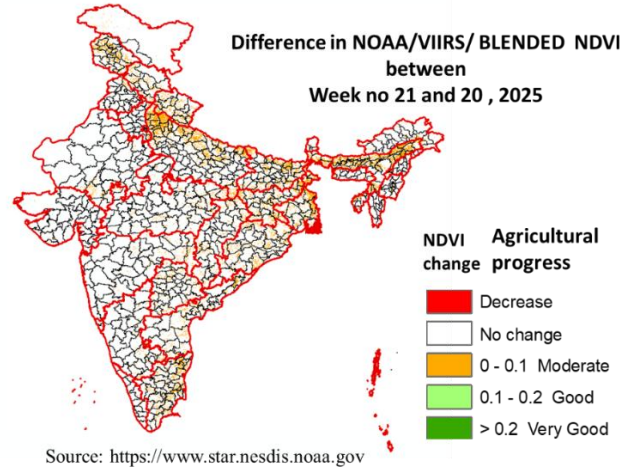 Difference in NOAA/VIIRS/ BLENDED NDVI
between
Week no 21 and 20 , 2025
NDVI change
Agricultural progress
Decrease
No change
0 - 0.1 Moderate
0.1 - 0.2 Good
> 0.2 Very Good
Source: https://www.star.nesdis.noaa.gov